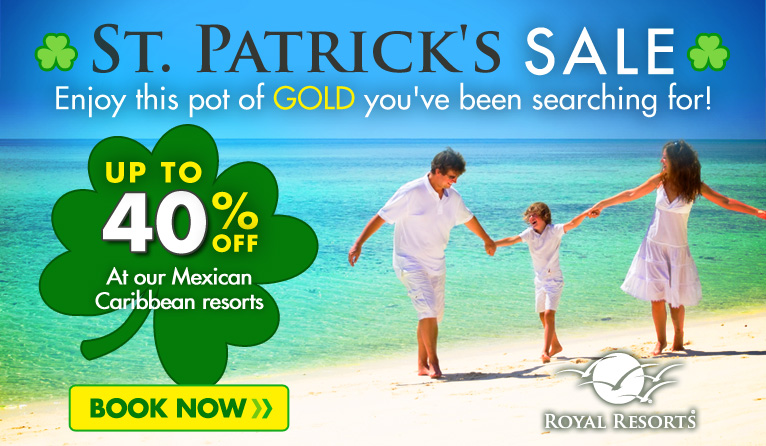 ST. PATRICK'S SALE
Enjoy this pot of GOLD you've been searching for!
UP TO
40% OFF
At our Mexican
Caribbean resorts
BOOK NOW »
ROYAL RESORTS®